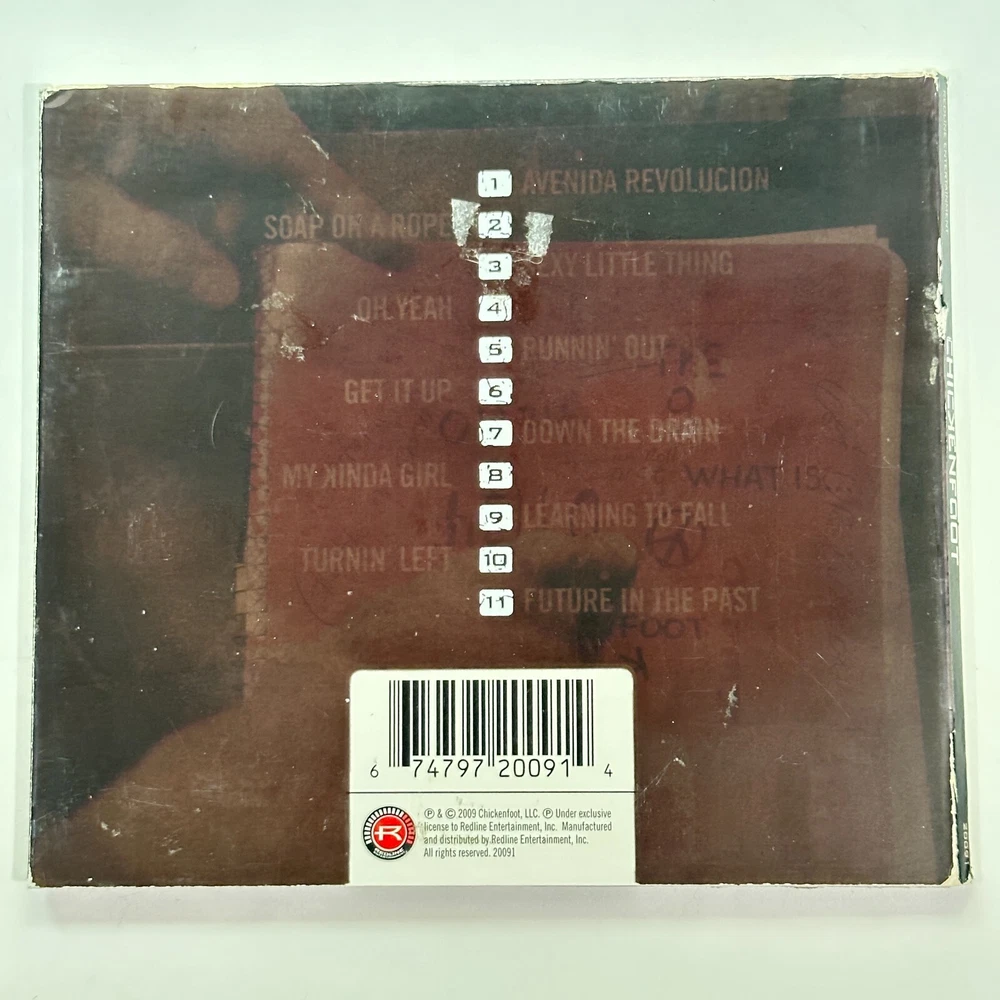 1 AVENIDA REVOLUCION
SOAP ON A ROPE 2
3 SEXY LITTLE THING
OH YEAH 4
5 RUNNIN' OUT
GET IT UP 6
7 DOWN THE DRAIN
MY KINDA GIRL 8
9 LEARNING TO FALL
TURNIN' LEFT 10
11 FUTURE IN THE PAST
WHAT IS
FOOT
6 74797 20091 4
R
REDLINE
℗ & © 2009 Chickenfoot, LLC. ℗ Under exclusive
license to Redline Entertainment, Inc. Manufactured
and distributed by Redline Entertainment, Inc.
All rights reserved. 20091
CHICKENFOOT
20091